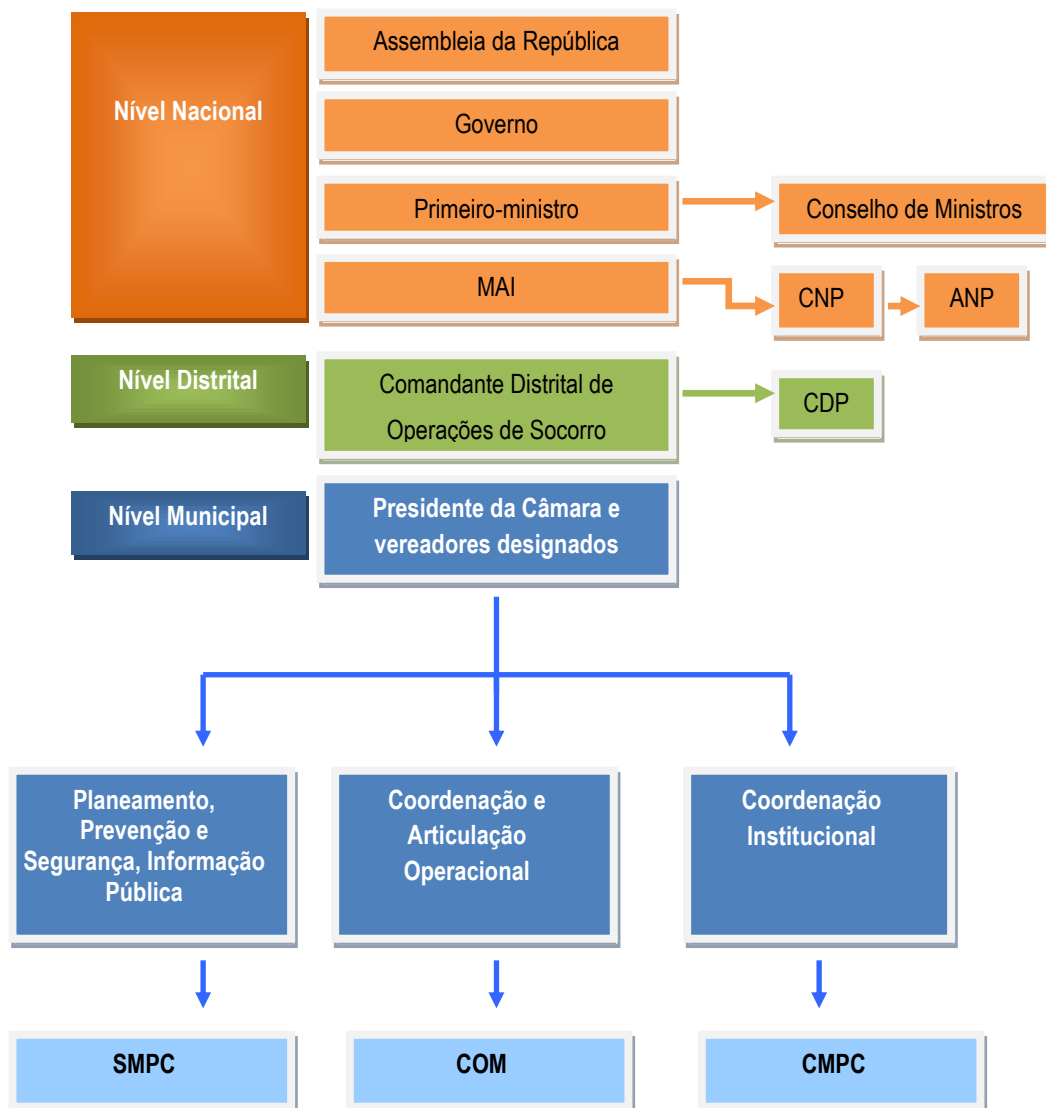 Assembleia da República
Nível Nacional
Governo
Primeiro-ministro
Conselho de Ministros
MAI
CNP
ANP
Nível Distrital
Comandante Distrital de
Operações de Socorro
CDP
Nível Municipal
Presidente da Câmara e
vereadores designados
Planeamento,
Prevenção e
Segurança, Informação
Pública
Coordenação e
Articulação
Operacional
Coordenação
Institucional
SMPC
COM
CMPC